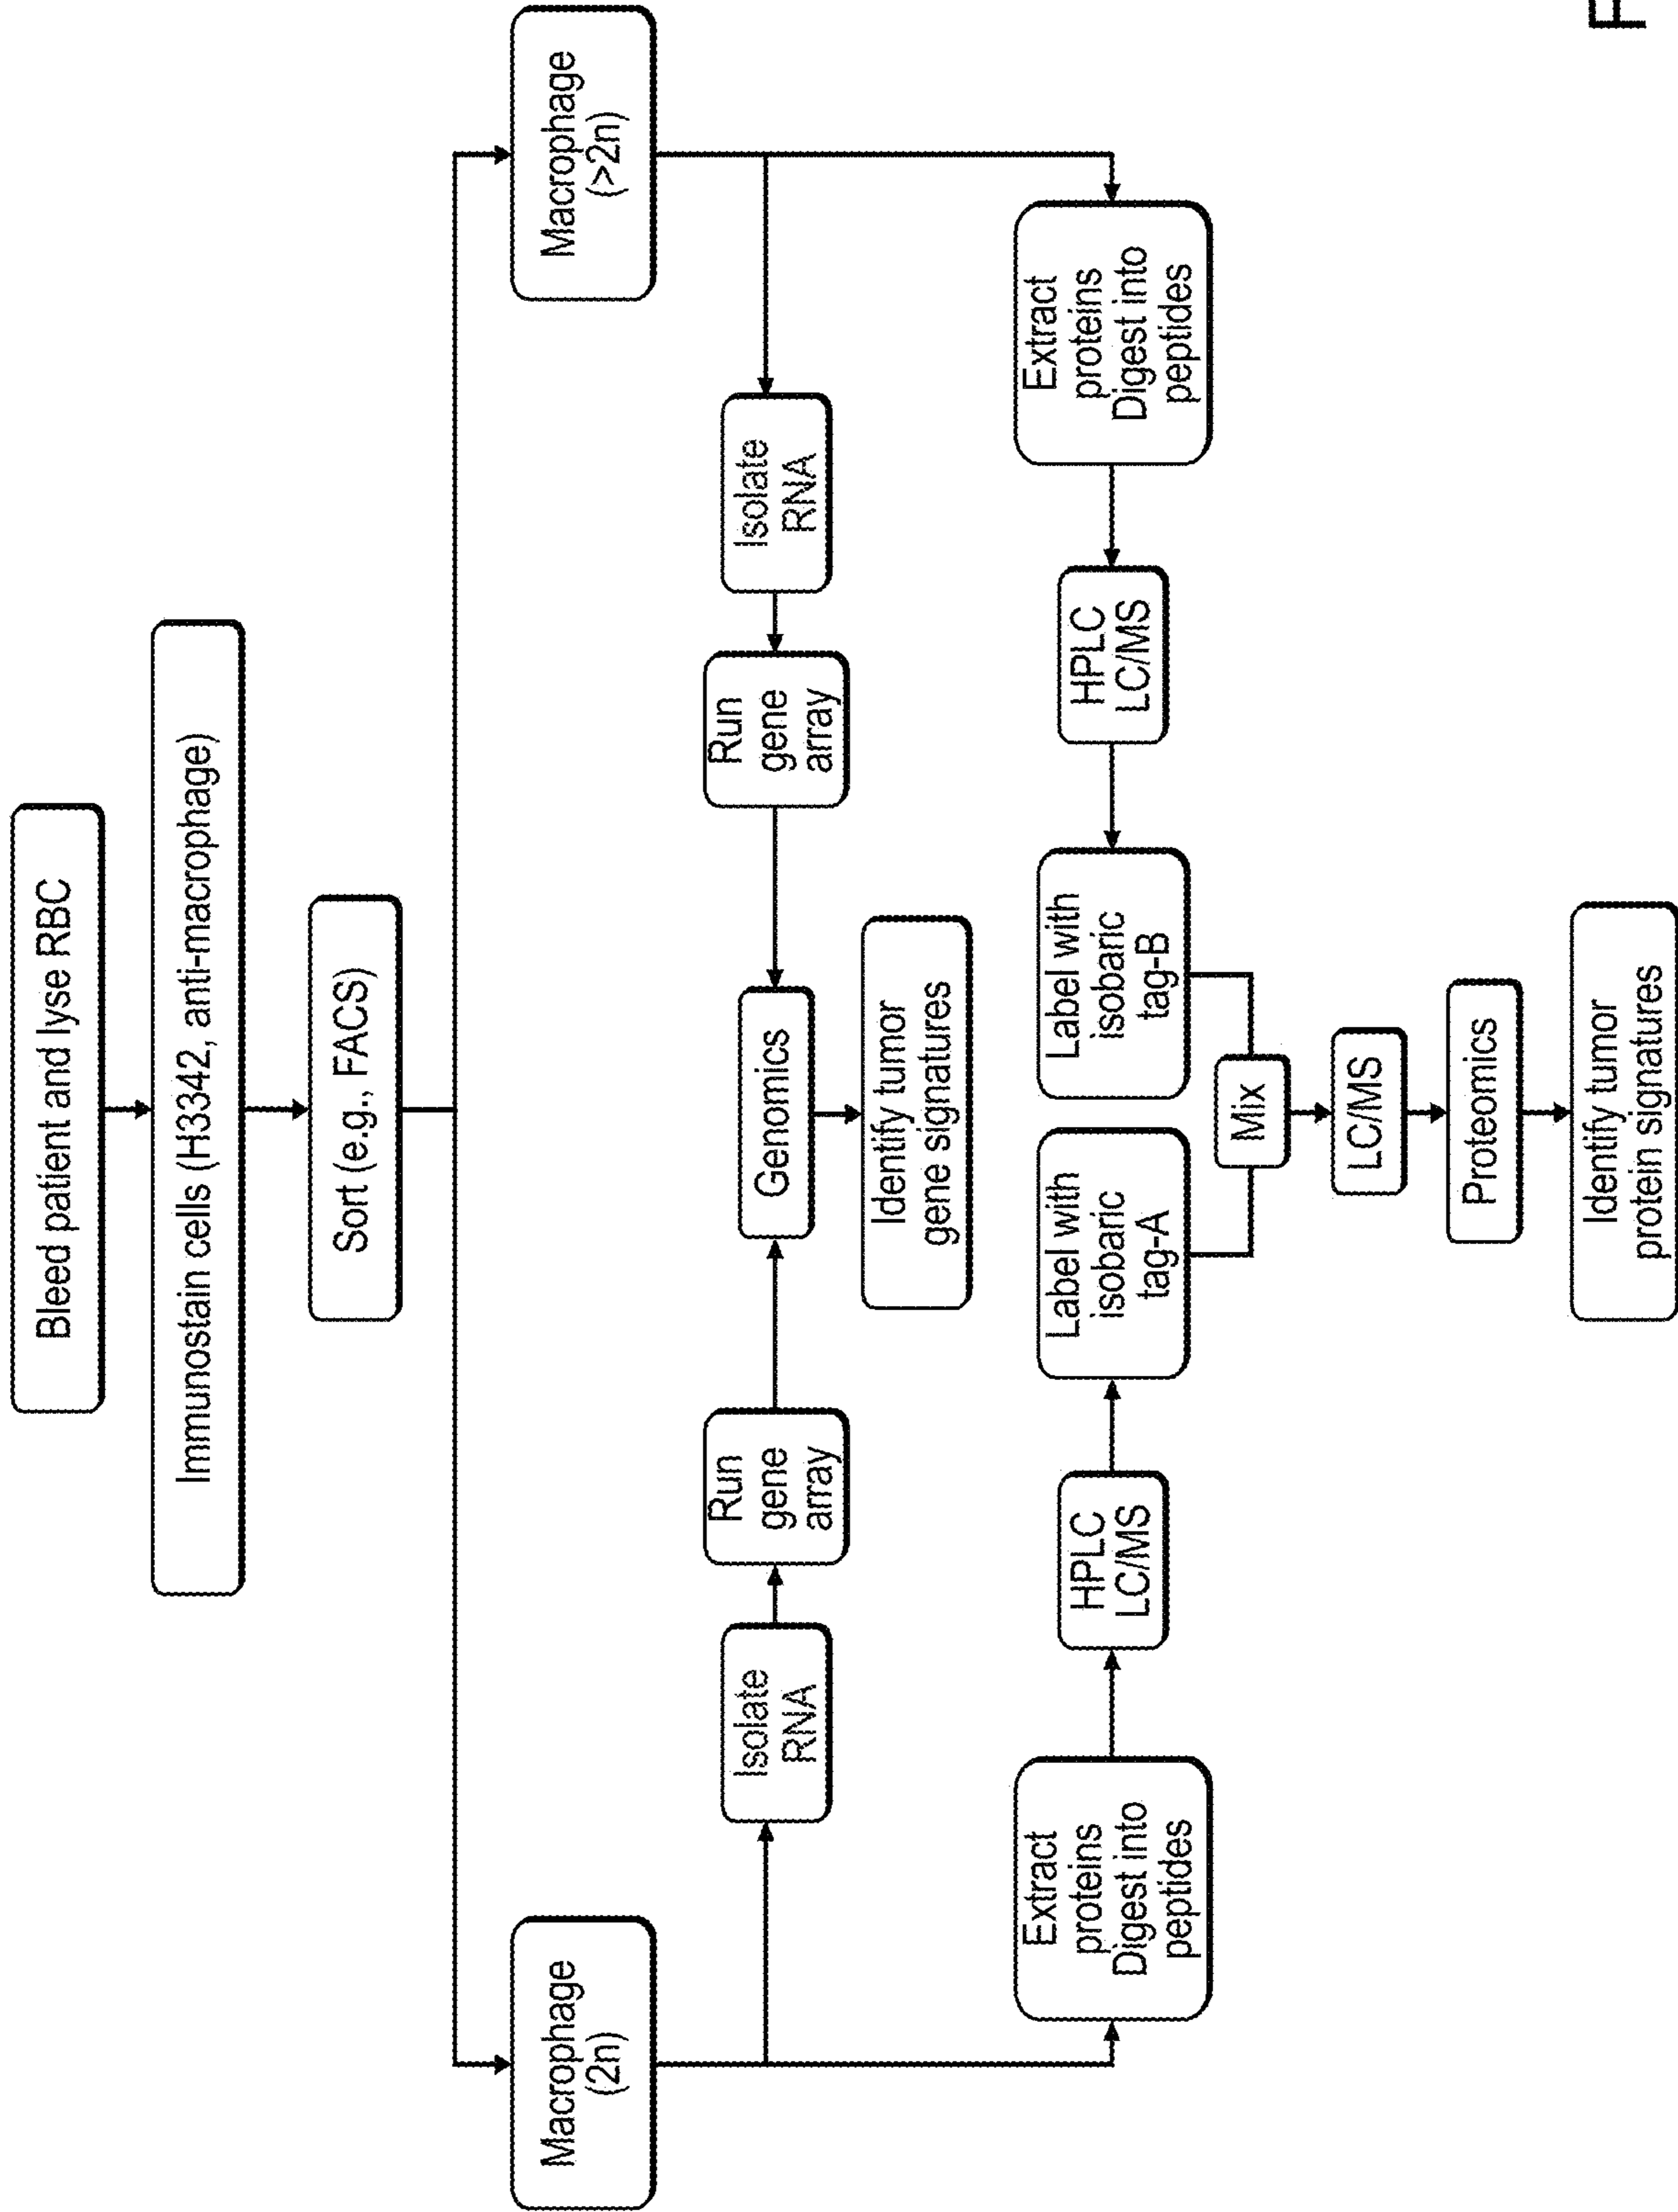 Bleed patient and lyse RBC
Immunostain cells (H3342, anti-macrophage)
Sort (e.g., FACS)
Macrophage
(2n)
Macrophage
(>2n)
Isolate
RNA
Run
gene
array
Genomics
Run
gene
array
Isolate
RNA
Identify tumor
gene signatures
Extract
proteins
Digest into
peptides
HPLC
LC/MS
Label with
isobaric
tag-A
Label with
isobaric
tag-B
HPLC
LC/MS
Extract
proteins
Digest into
peptides
Mix
LC/MS
Proteomics
Identify tumor
protein signatures